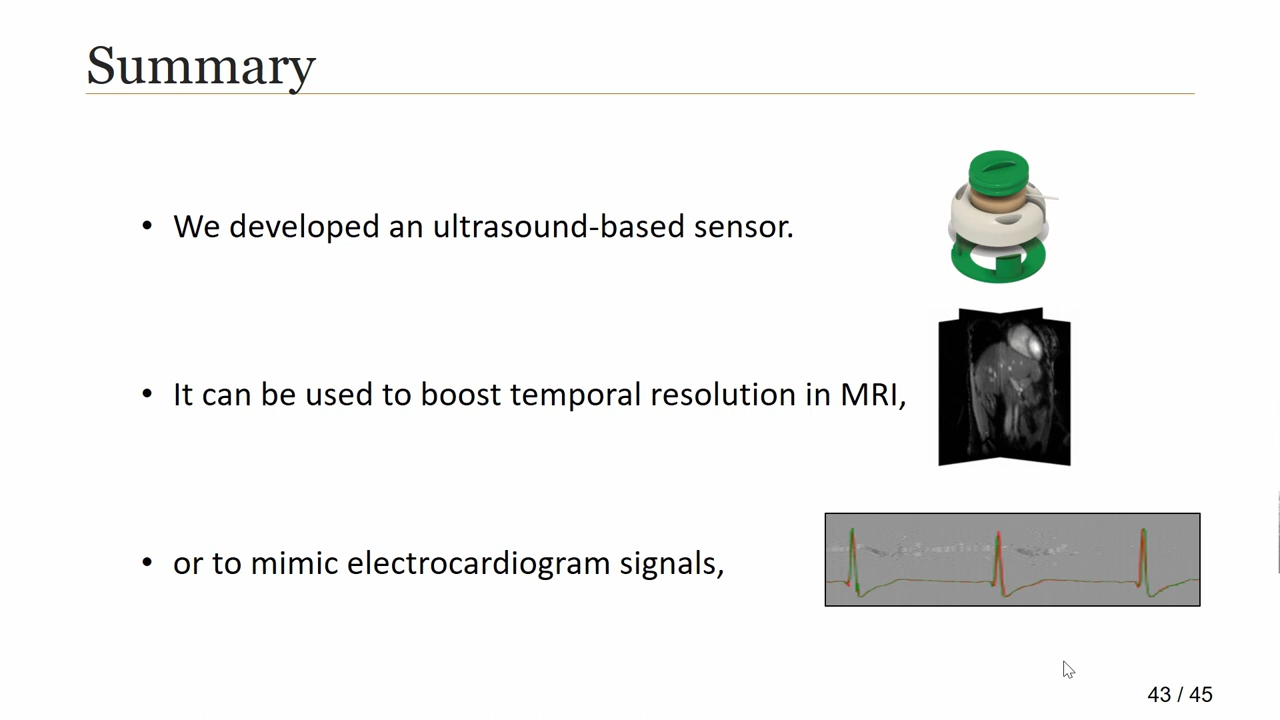 Summary
• We developed an ultrasound-based sensor.
• It can be used to boost temporal resolution in MRI,
• or to mimic electrocardiogram signals,
43 / 45